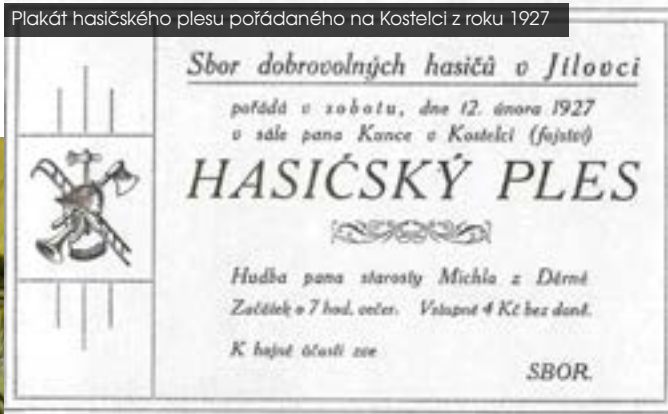 Plakát hasičského plesu pořádaného na Kostelci z roku 1927
Sbor dobrovolných hasičů v Jílovci
pořádá v sobotu, dne 12. února 1927
v sále pana Kunce v Kostelci (fojství)
HASIČSKÝ PLES
Hudba pana starosty Michla z Děrné
Začátek o 7 hod. večer. Vstupné 4 Kč bez daně.
K hojné účasti zve
SBOR.